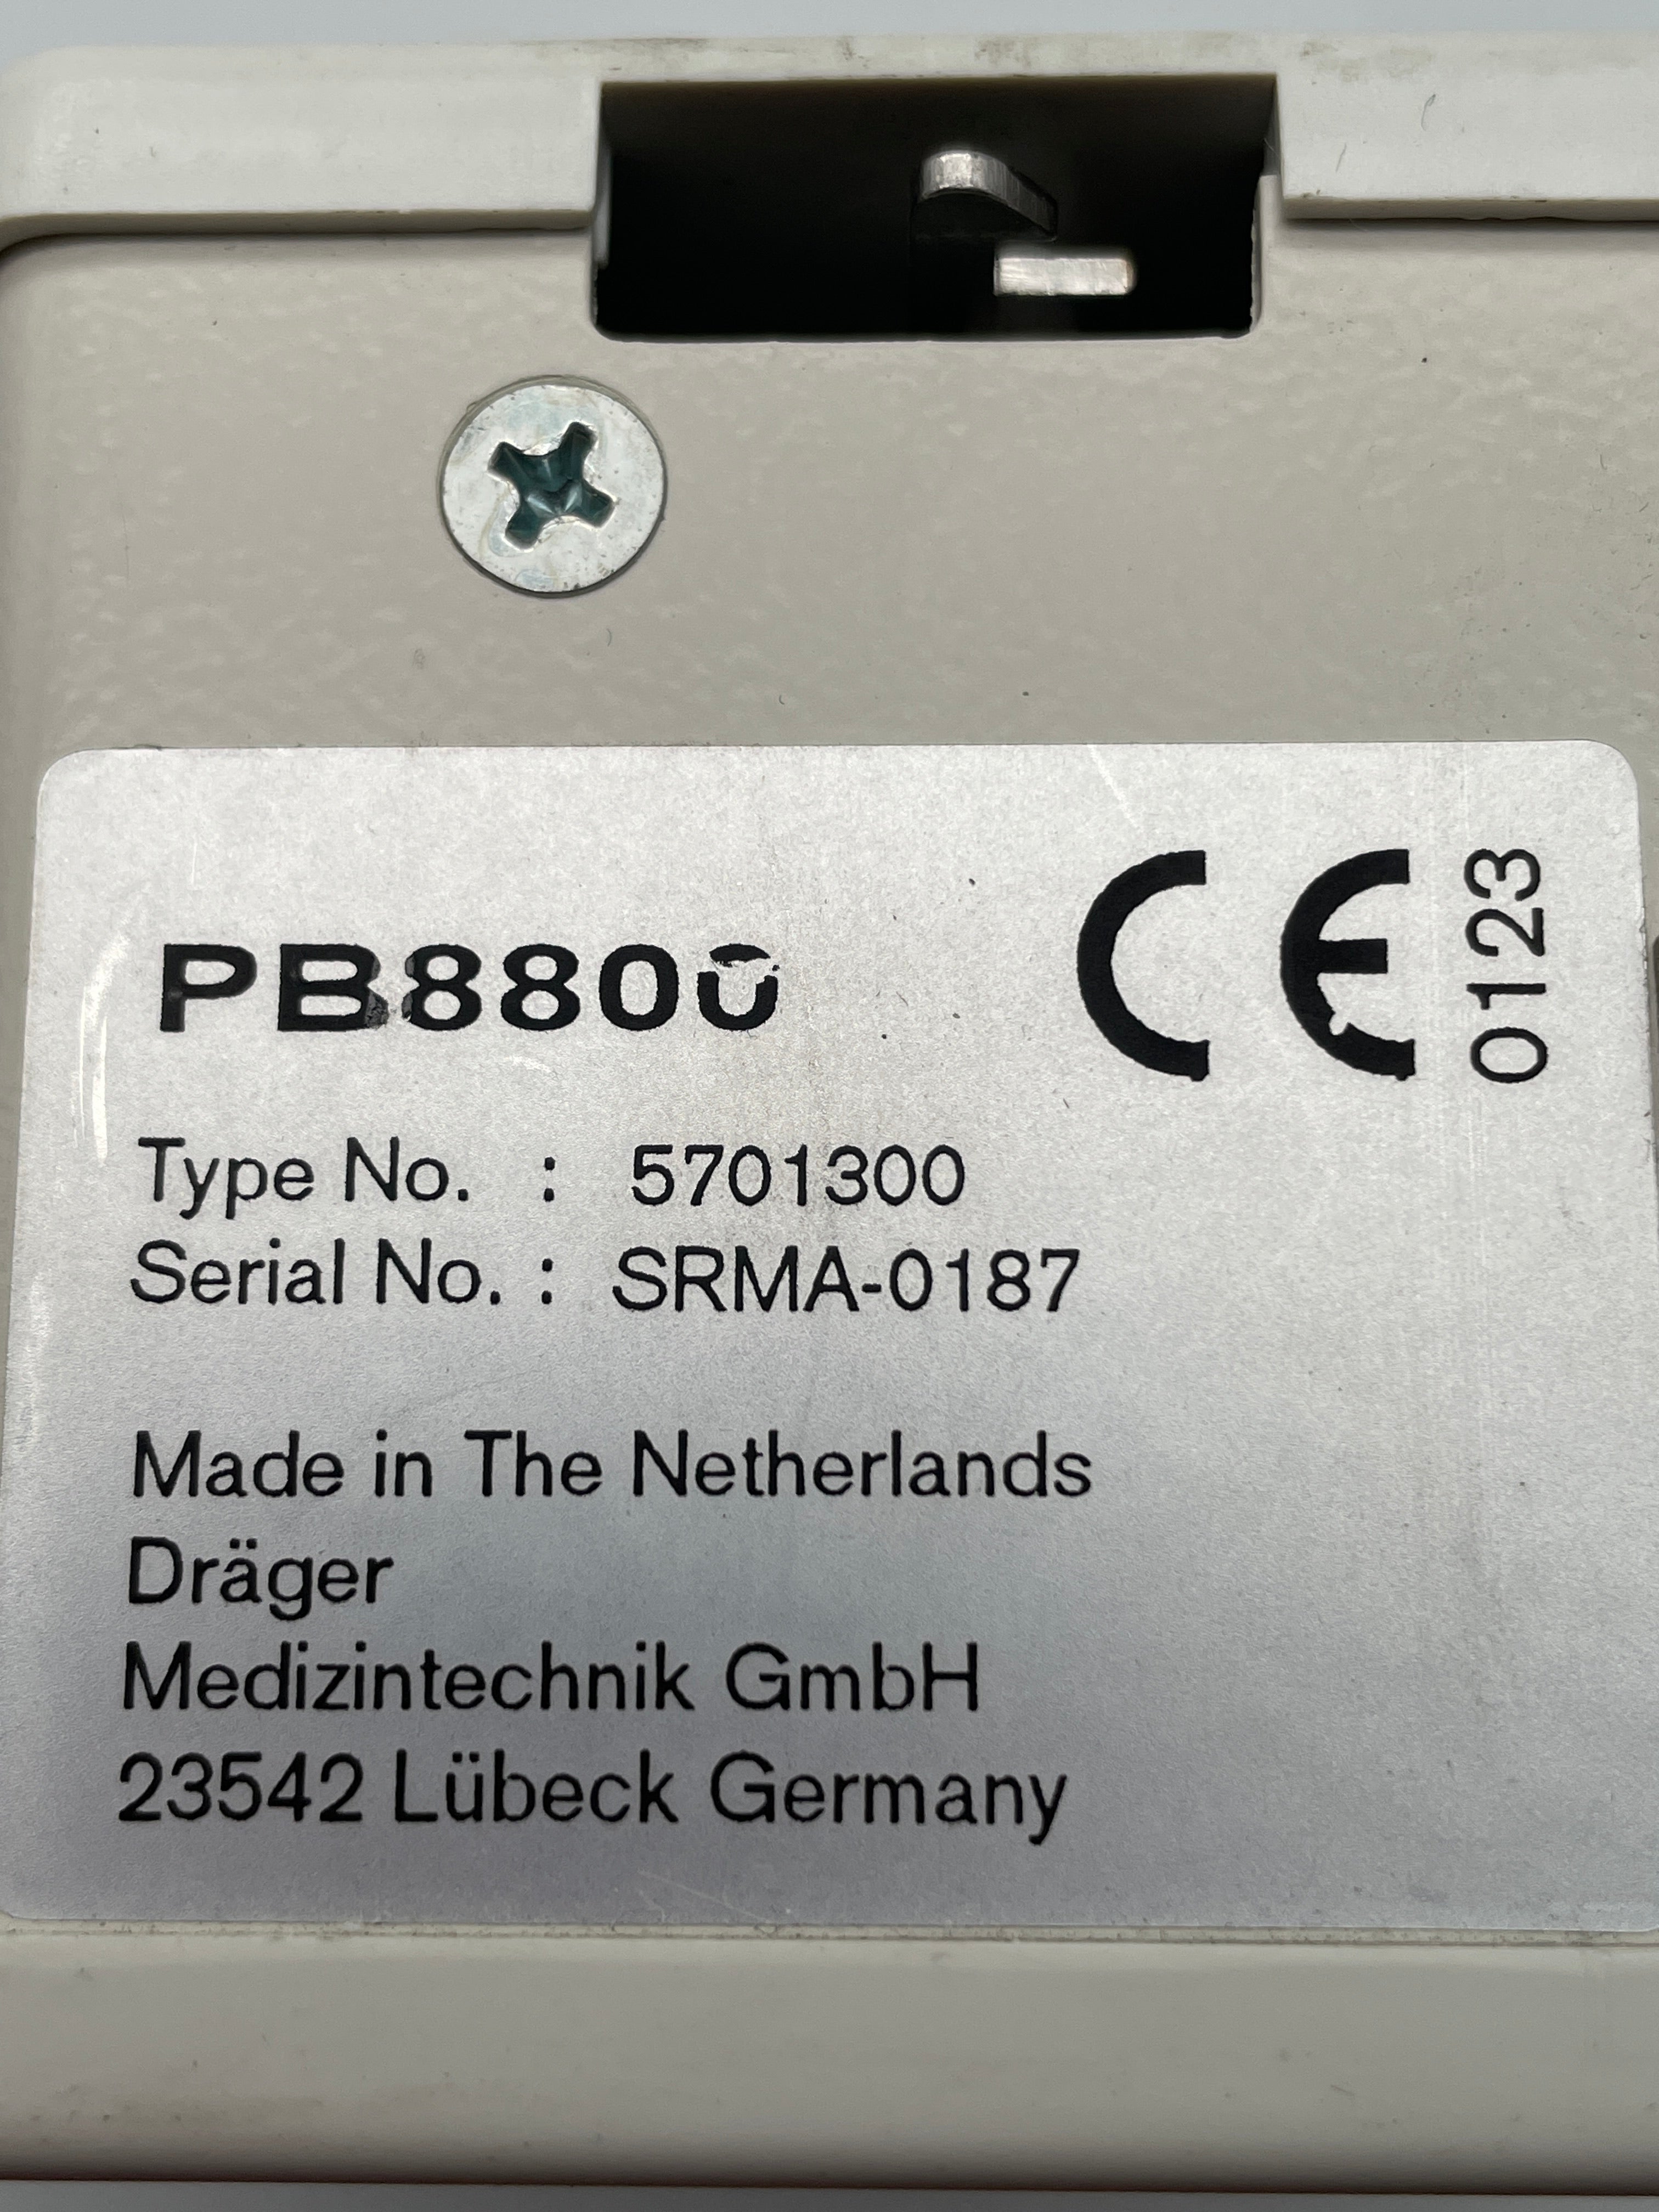 PB8800
CE 0123
Type No. : 5701300
Serial No. : SRMA-0187
Made in The Netherlands
Dräger
Medizintechnik GmbH
23542 Lübeck Germany